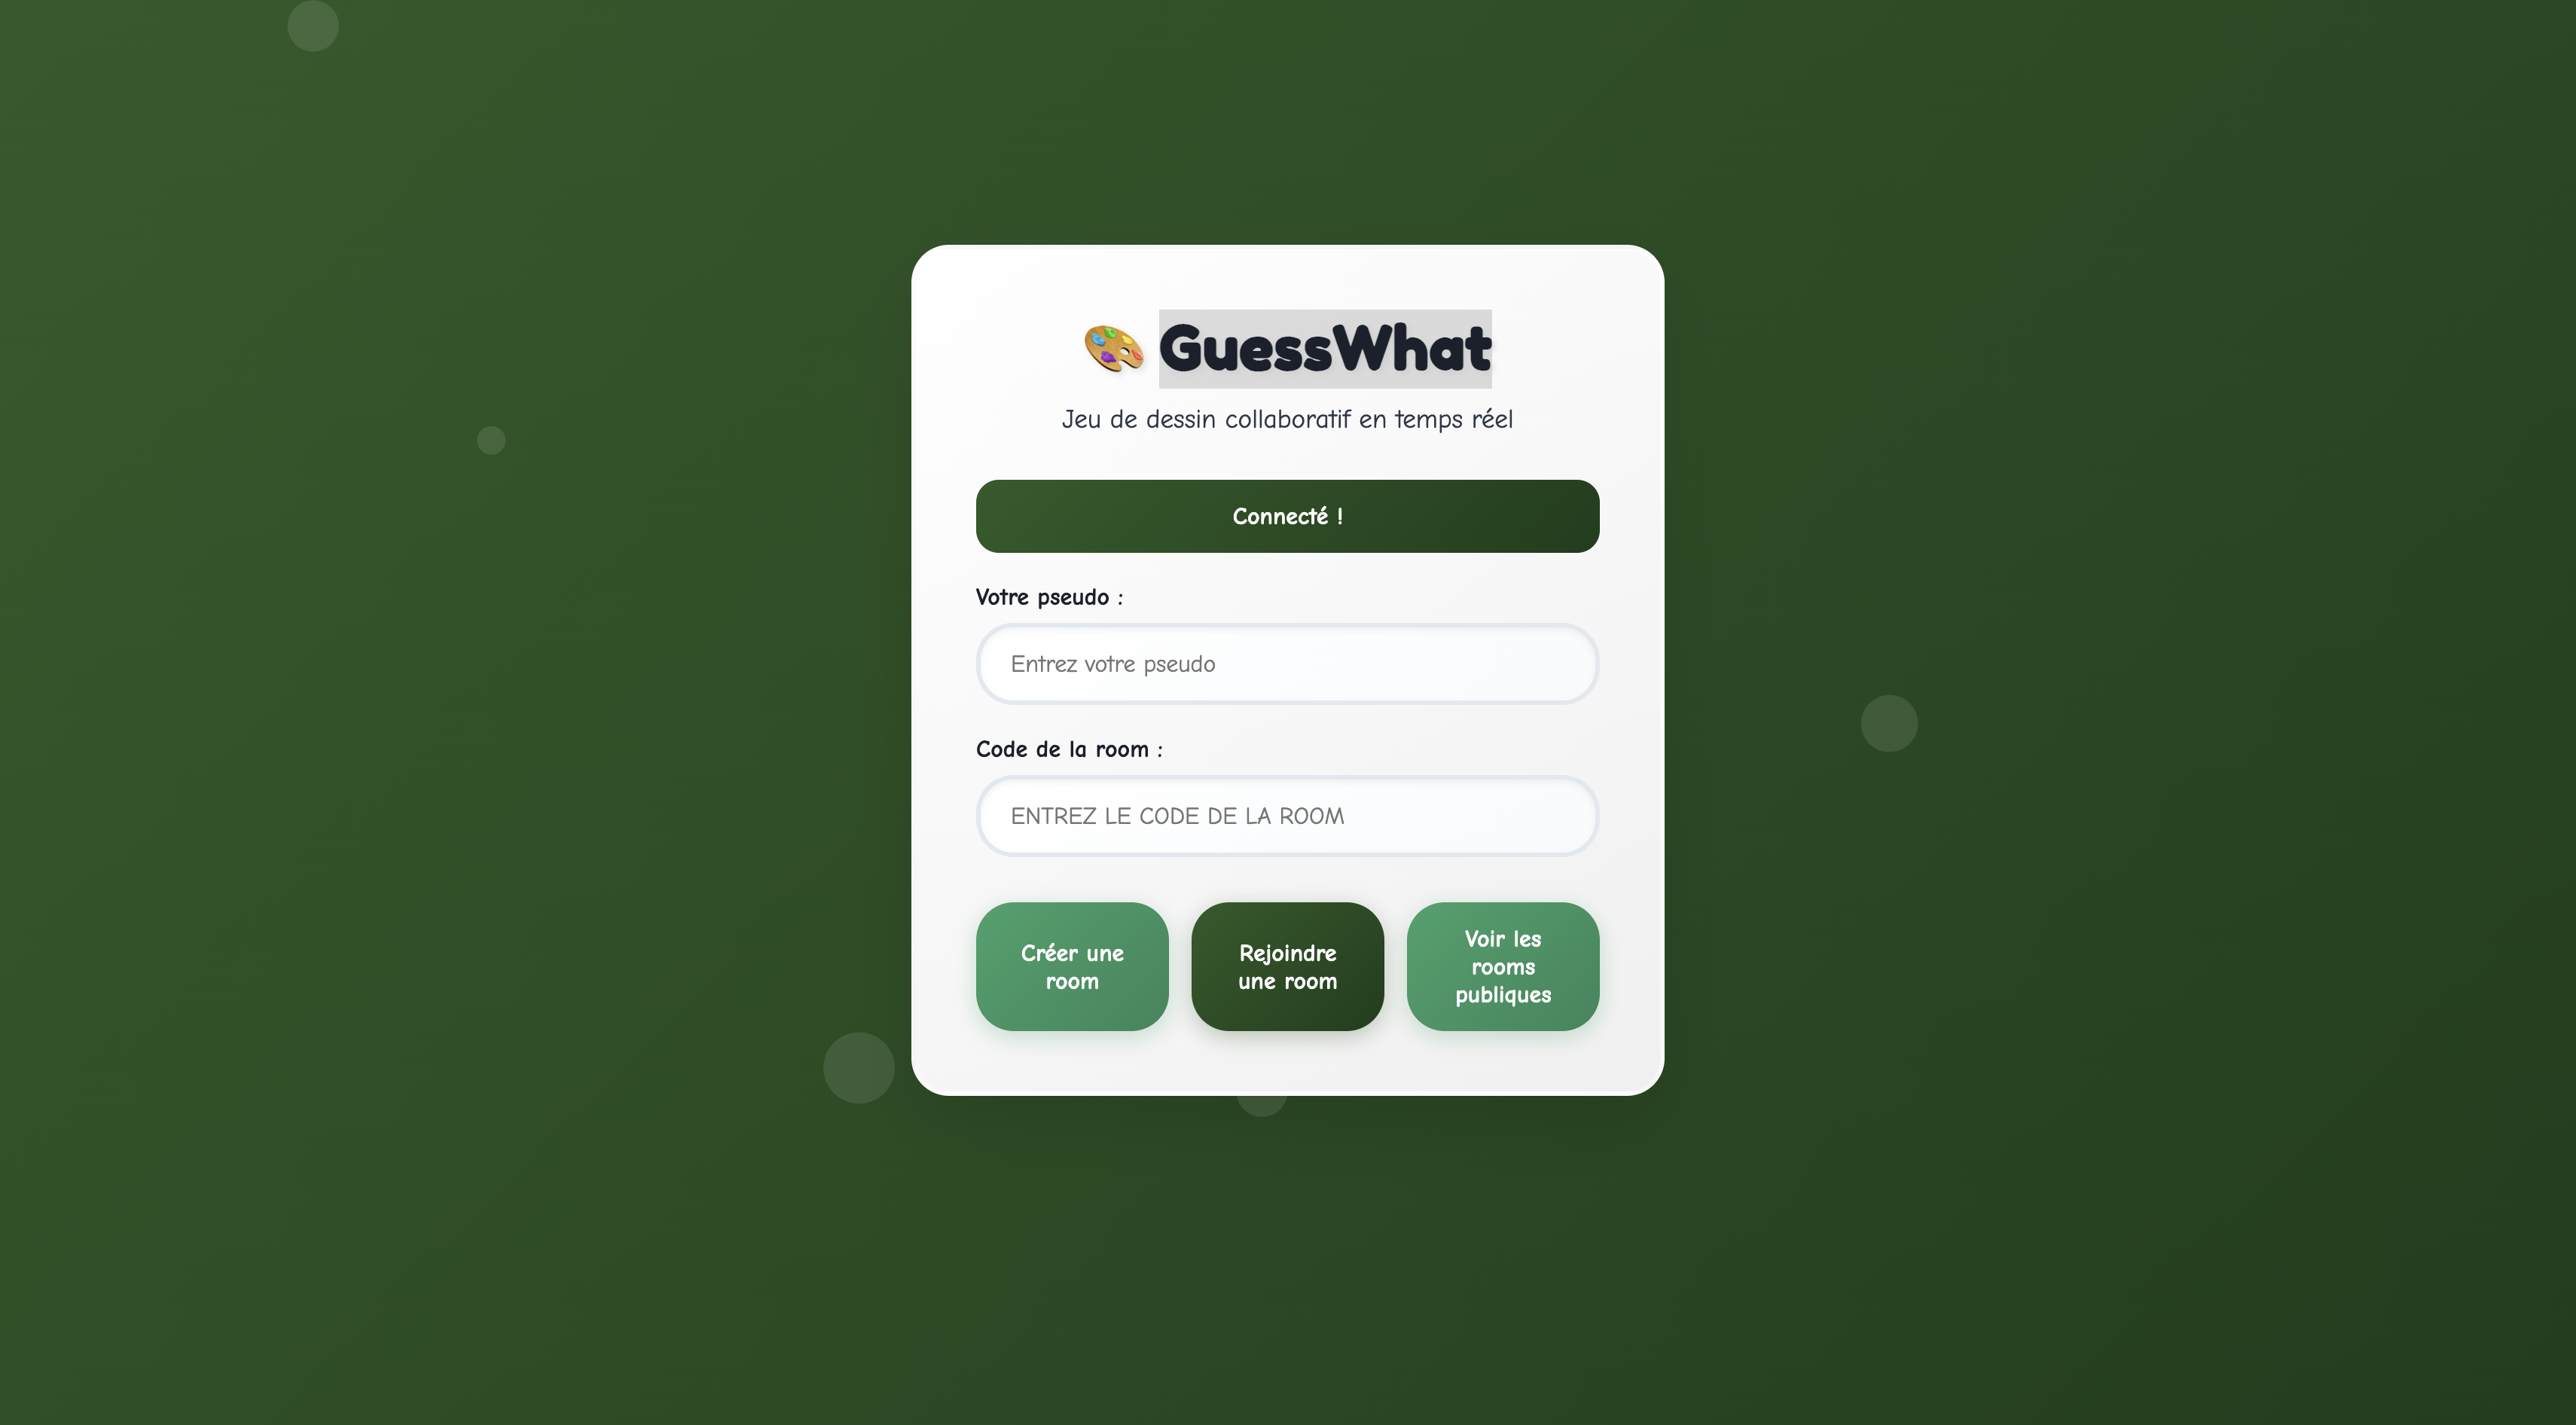 GuessWhat
Jeu de dessin collaboratif en temps réel
Connecté !
Votre pseudo :
Entrez votre pseudo
Code de la room :
ENTREZ LE CODE DE LA ROOM
Créer une
room
Rejoindre
une room
Voir les
rooms
publiques